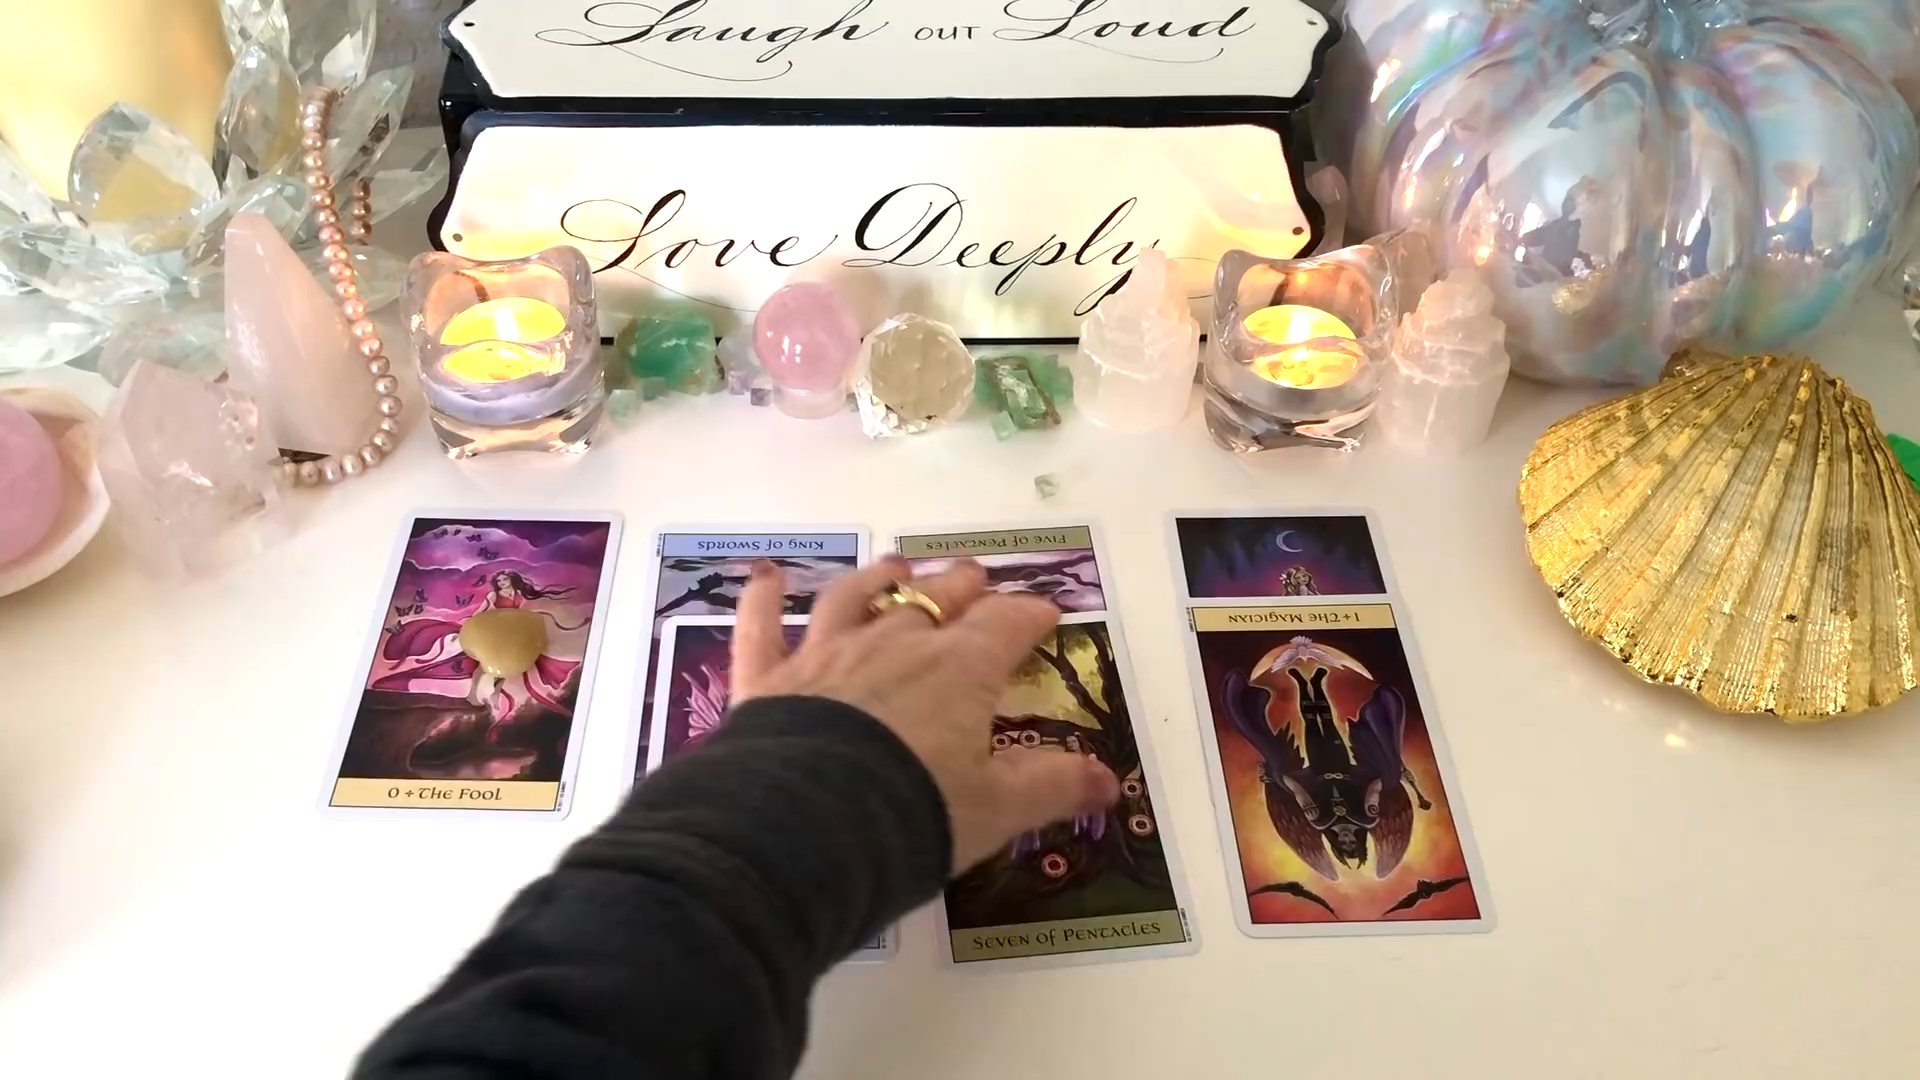 Laugh OUT Loud
Love Deeply
KING OF SWORDS
FIVE OF PENTACLES
I + THE MAGICIAN
0 + THE FOOL
SEVEN OF PENTACLES